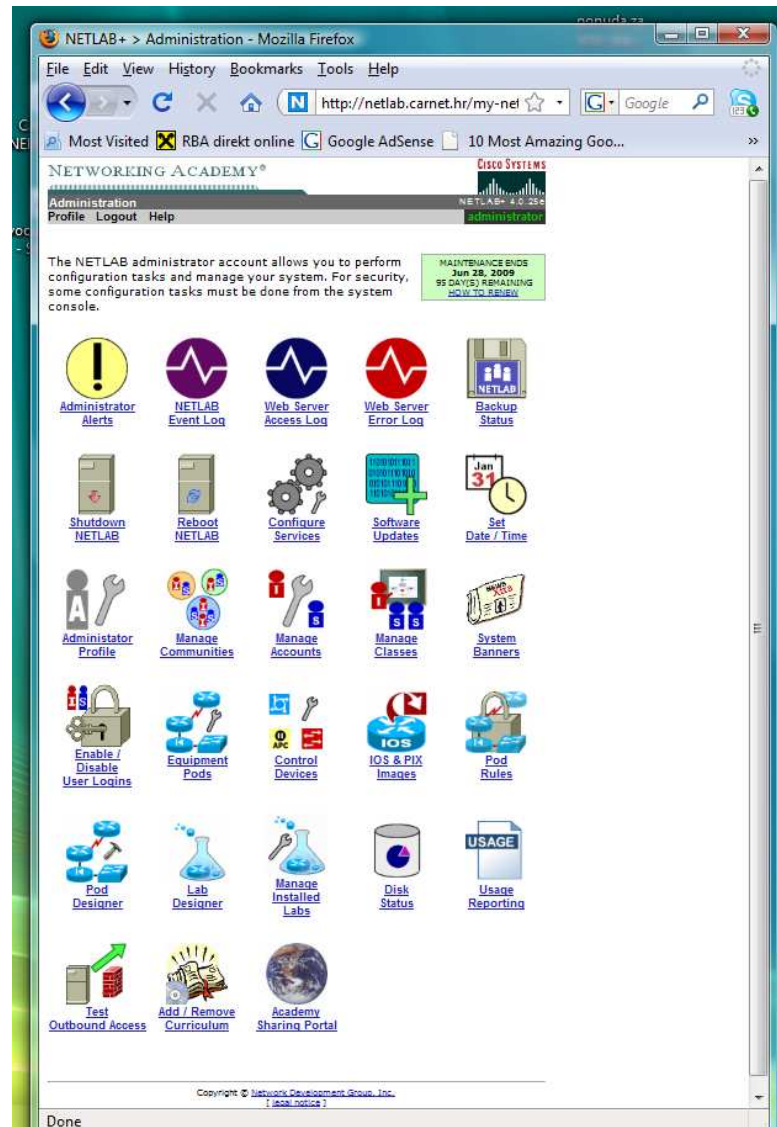 ponuda za
NETLAB+ > Administration - Mozilla Firefox
File Edit View History Bookmarks Tools Help
N http://netlab.carnet.hr/my-net G Google
Most Visited RBA direkt online Google AdSense 10 Most Amazing Goo... »
NETWORKING ACADEMY® CISCO SYSTEMS
Administration NETLAB+ 4.0.25e
Profile Logout Help administrator
The NETLAB administrator account allows you to perform
configuration tasks and manage your system. For security,
some configuration tasks must be done from the system
console.
MAINTENANCE ENDS
Jun 28, 2009
95 DAY(S) REMAINING
HOW TO RENEW
NETLAB
Administrator Alerts
NETLAB Event Log
Web Server Access Log
Web Server Error Log
Backup Status
Jan
31
Shutdown NETLAB
Reboot NETLAB
Configure Services
Software Updates
Set Date / Time
A
Administator Profile
Manage Communities
Manage Accounts
Manage Classes
System Banners
APC
IOS
Enable / Disable User Logins
Equipment Pods
Control Devices
IOS & PIX Images
Pod Rules
USAGE
Pod Designer
Lab Designer
Manage Installed Labs
Disk Status
Usage Reporting
Test Outbound Access
Add / Remove Curriculum
Academy Sharing Portal
Copyright © Network Development Group, Inc.
[ legal notice ]
Done